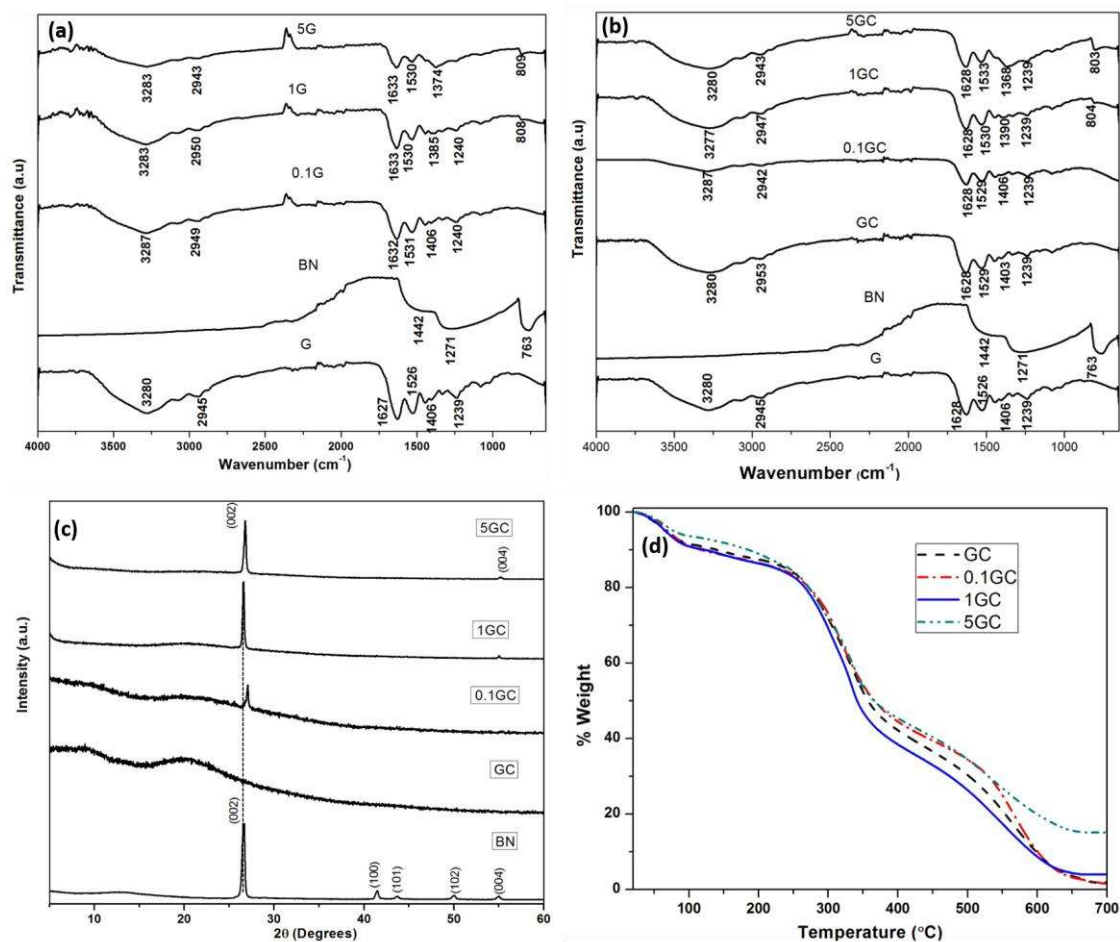 (a)
5G
3283
2943
1633
1530
1374
809
1G
3283
2950
1633
1530
1385
1240
808
0.1G
3287
2949
1632
1531
1406
1240
BN
1442
1271
763
G
3280
2945
1627
1526
1406
1239
Transmittance (a.u)
4000 3500 3000 2500 2000 1500 1000
Wavenumber (cm-1)
(b)
5GC
3280
2943
1628
1533
1368
1239
803
1GC
3277
2947
1628
1530
1390
1239
804
0.1GC
3287
2942
1628
1529
1406
1239
GC
3280
2953
1628
1529
1403
1239
BN
1442
1271
763
G
3280
2945
1628
1526
1406
1239
Transmittance (a.u)
4000 3500 3000 2500 2000 1500 1000
Wavenumber (cm-1)
(c)
(002)
5GC
(004)
1GC
0.1GC
GC
(002)
BN
(100)
(101)
(102)
(004)
Intensity (a.u.)
10 20 30 40 50 60
2θ (Degrees)
(d)
GC
0.1GC
1GC
5GC
% Weight
100
80
60
40
20
0
100 200 300 400 500 600 700
Temperature (°C)